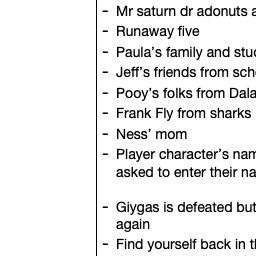 - Mr saturn dr adonuts a
- Runaway five
- Paula's family and stu
- Jeff's friends from sch
- Pooy's folks from Dala
- Frank Fly from sharks
- Ness' mom
- Player character's nam
asked to enter their na
- Giygas is defeated but
again
- Find yourself back in th